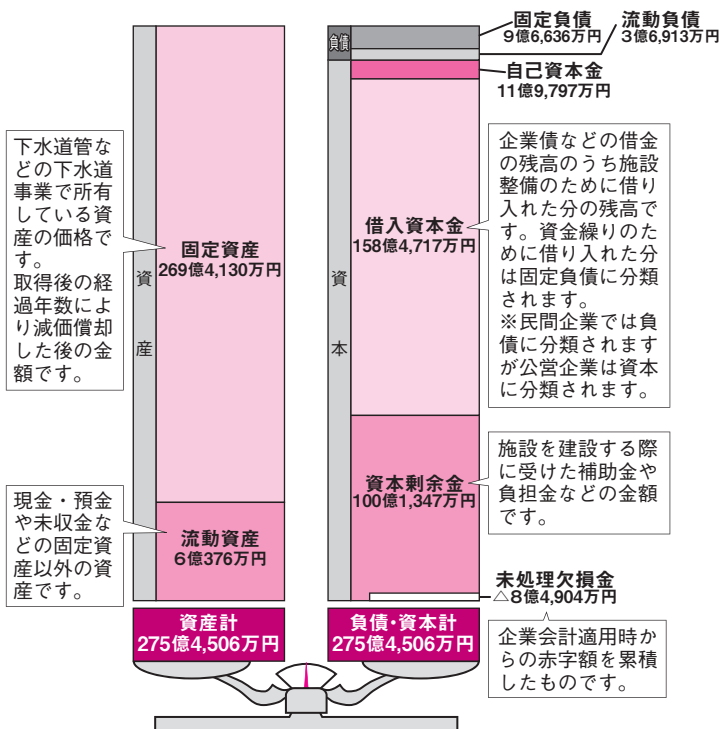 固定負債
9億6,636万円
流動負債
3億6,913万円
負債
自己資本金
11億9,797万円
下水道管な
どの下水道
事業で所有
している資
産の価格で
す。
取得後の経
過年数によ
り減価償却
した後の金
額です。
資産
固定資産
269億4,130万円
資本
借入資本金
158億4,717万円
企業債などの借金
の残高のうち施設
整備のために借り
入れた分の残高で
す。資金繰りのた
めに借り入れた分
は固定負債に分類
されます。
※民間企業では負
債に分類されます
が公営企業は資本
に分類されます。
現金・預金
や未収金な
どの固定資
産以外の資
産です。
流動資産
6億376万円
資本剰余金
100億1,347万円
施設を建設する際
に受けた補助金や
負担金などの金額
です。
未処理欠損金
△8億4,904万円
資産計
275億4,506万円
負債・資本計
275億4,506万円
企業会計適用時か
らの赤字額を累積
したものです。